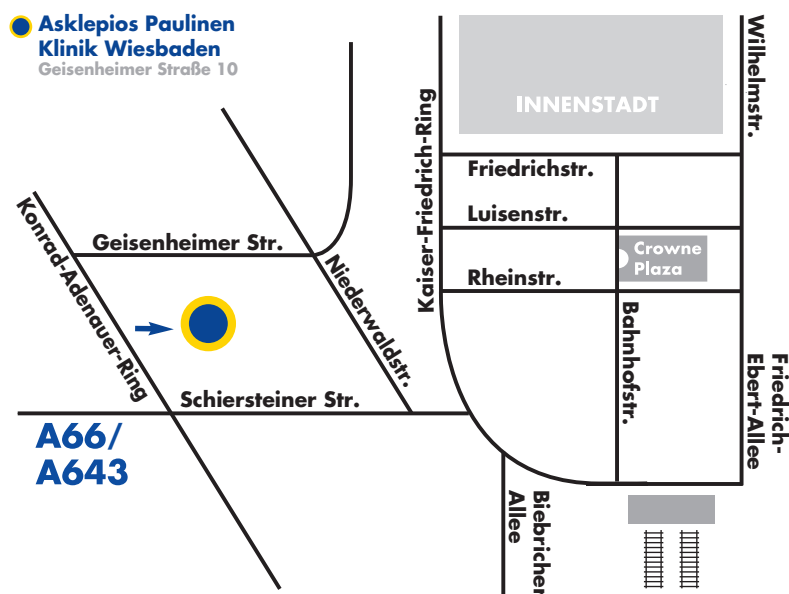 Asklepios Paulinen
Klinik Wiesbaden
Geisenheimer Straße 10
INNENSTADT
Wilhelmstr.
Kaiser-Friedrich-Ring
Friedrichstr.
Luisenstr.
Crowne
Plaza
Rheinstr.
Konrad-Adenauer-Ring
Geisenheimer Str.
Niederwaldstr.
Bahnhofstr.
Friedrich-
Ebert-Allee
Schiersteiner Str.
A66/
A643
Biebricher
Allee